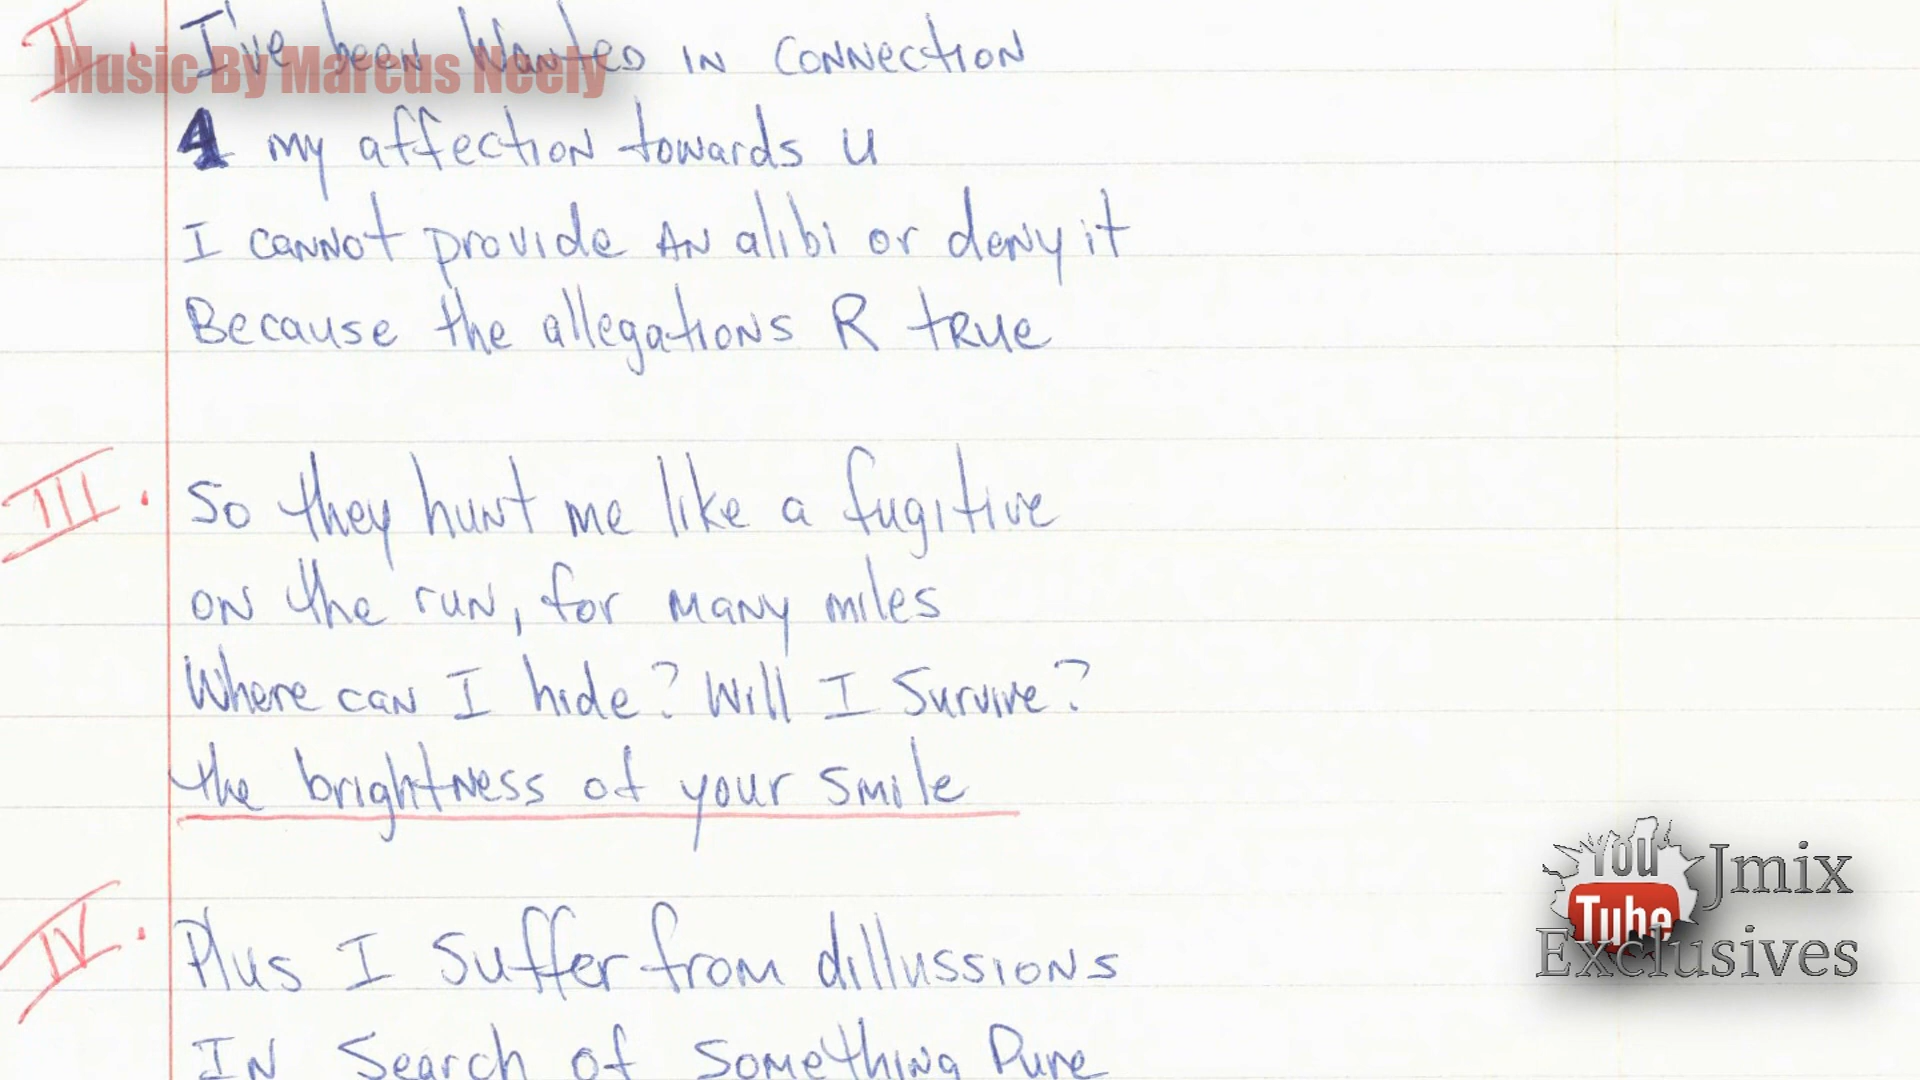 II. I've been Wanted in connection
Music By Marcus Neely
4 my affection towards u
I cannot provide an alibi or deny it
Because the allegations R true
III. So they hunt me like a fugitive
on the run, for many miles
Where can I hide? Will I Survive?
the brightness of your smile
IV. Plus I suffer from dillussions
In Search of something Pure
You
Tube
Jmix
Exclusives